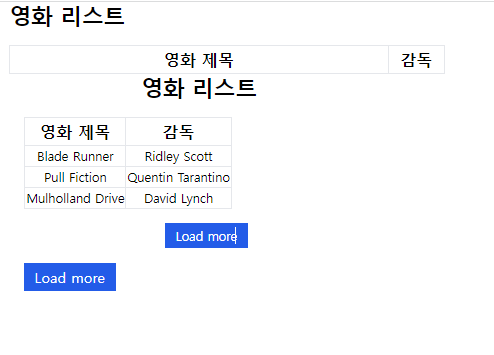 영화 리스트
영화 제목 감독
영화 리스트
영화 제목 감독
Blade Runner Ridley Scott
Pull Fiction Quentin Tarantino
Mulholland Drive David Lynch
Load more
Load more